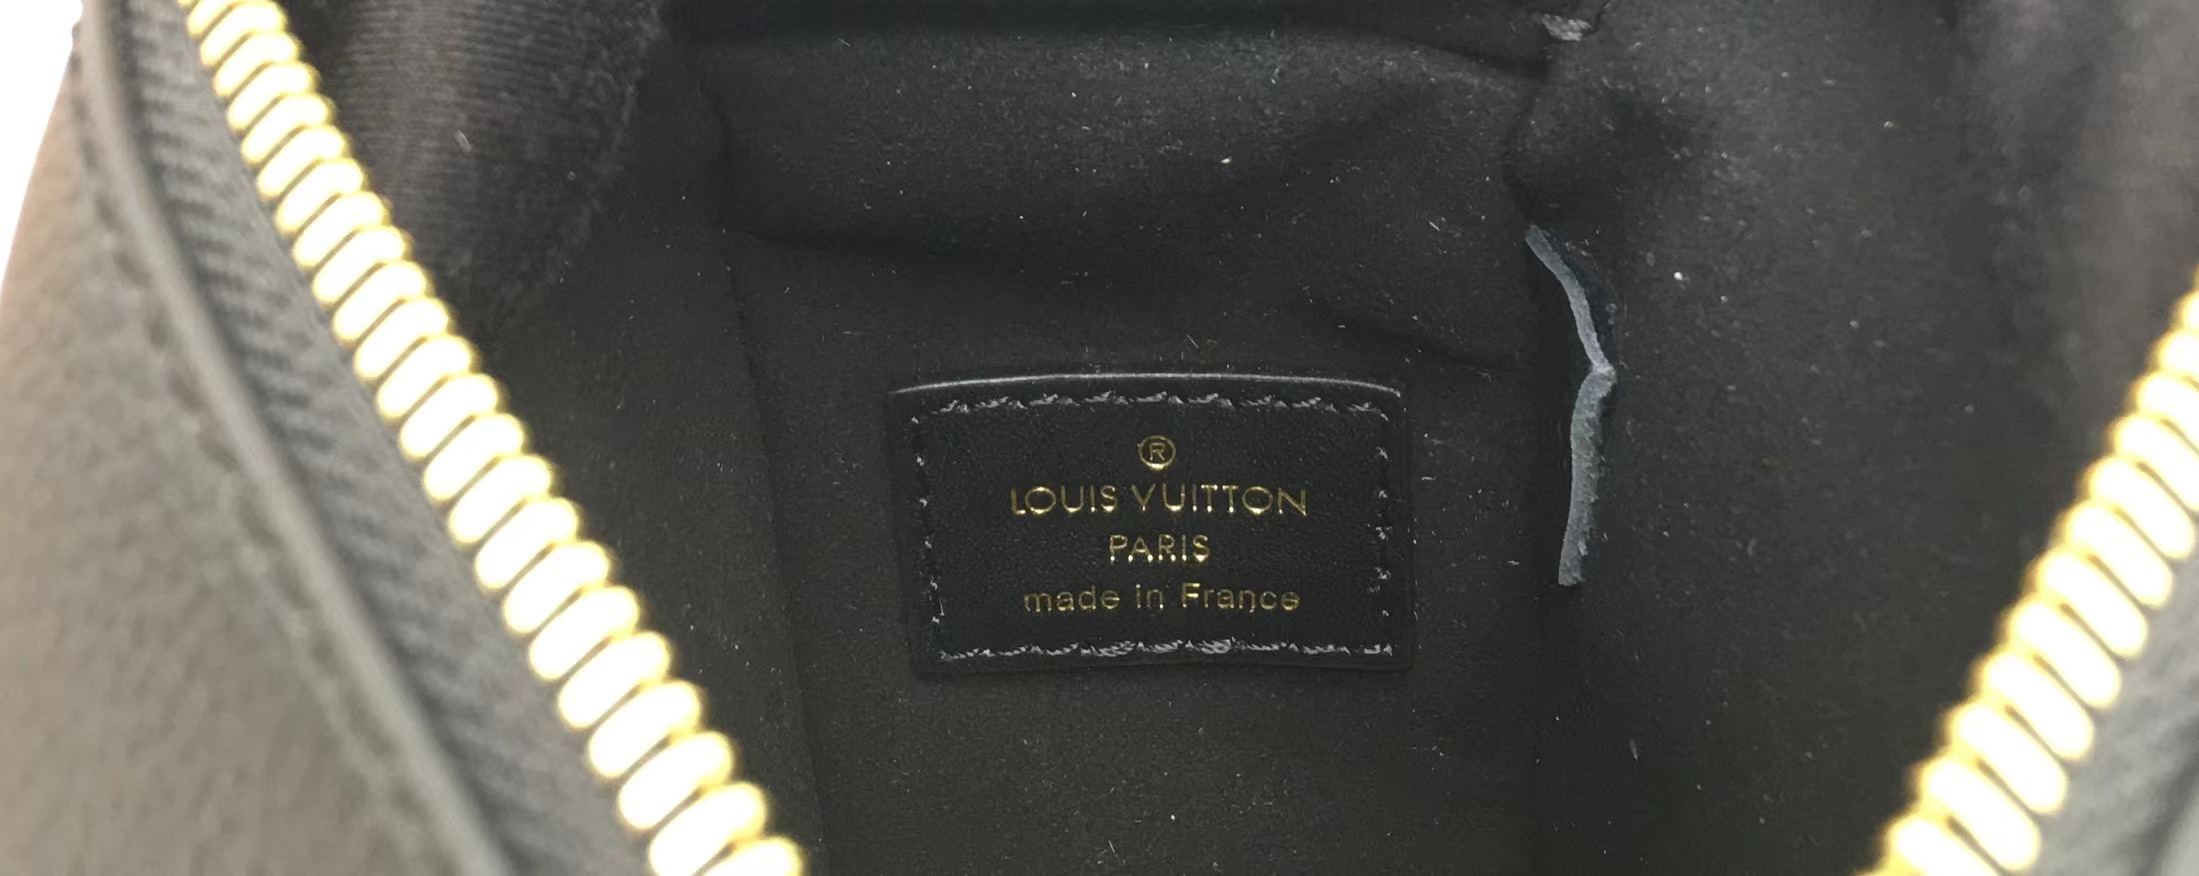 ®
LOUIS VUITTON
PARIS
made in France